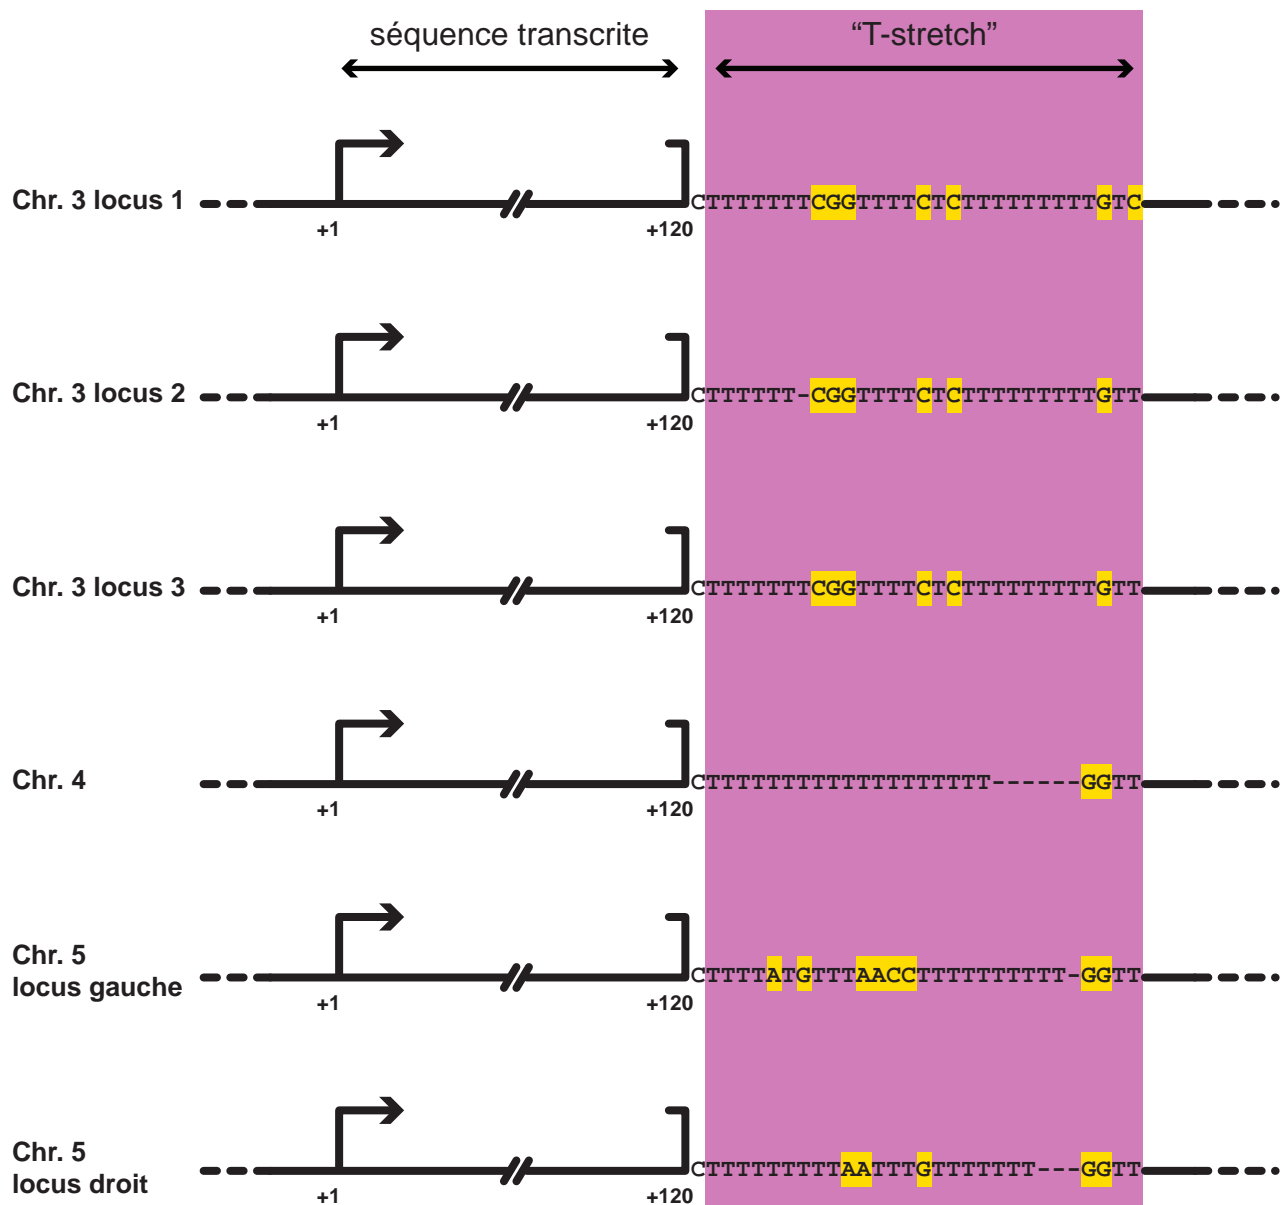 séquence transcrite
“T-stretch”
Chr. 3 locus 1
CTTTTTTTCGGTTTTCTCTTTTTTTTTGTC
+1
+120
Chr. 3 locus 2
CTTTTTT-CGGTTTTCTCTTTTTTTTTGTT
+1
+120
Chr. 3 locus 3
CTTTTTTTCGGTTTTCTCTTTTTTTTTGTT
+1
+120
Chr. 4
CTTTTTTTTTTTTTTTTTTT------GGTT
+1
+120
Chr. 5
locus gauche
CTTTTATGTTTAACCTTTTTTTTTT-GGTT
+1
+120
Chr. 5
locus droit
CTTTTTTTTTAATTTGTTTTTTT---GGTT
+1
+120